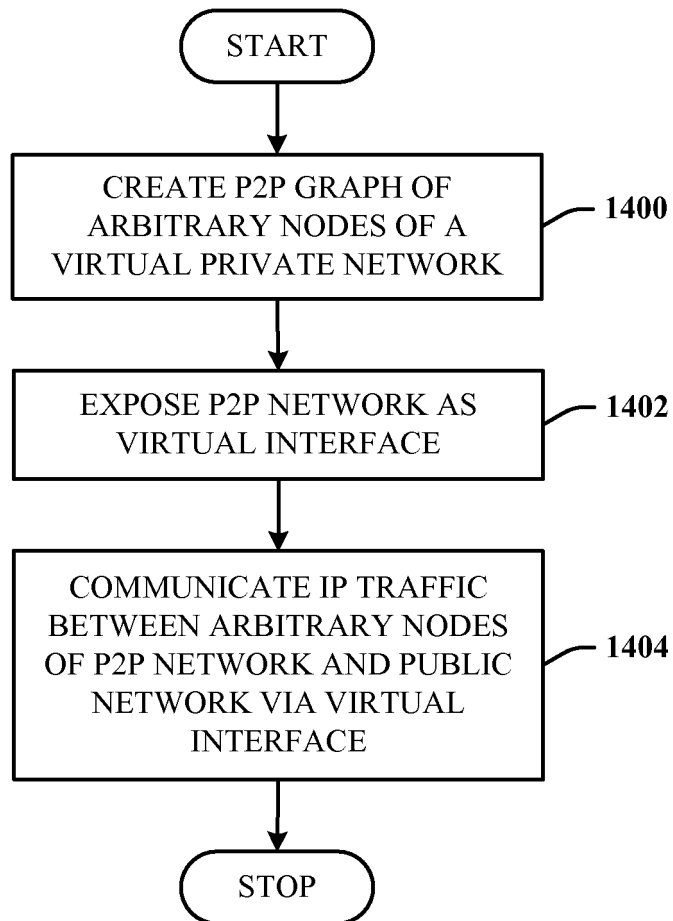 START
CREATE P2P GRAPH OF
ARBITRARY NODES OF A
VIRTUAL PRIVATE NETWORK
1400
EXPOSE P2P NETWORK AS
VIRTUAL INTERFACE
1402
COMMUNICATE IP TRAFFIC
BETWEEN ARBITRARY NODES
OF P2P NETWORK AND PUBLIC
NETWORK VIA VIRTUAL
INTERFACE
1404
STOP